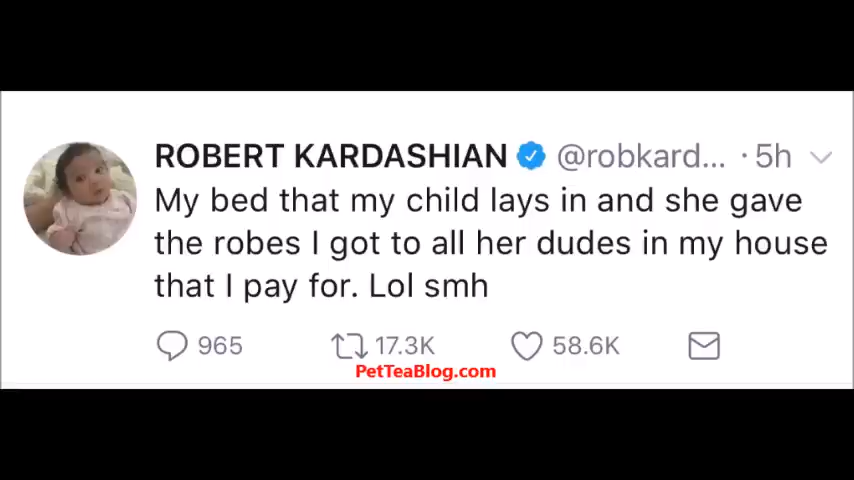 ROBERT KARDASHIAN @robkard... · 5h
My bed that my child lays in and she gave
the robes I got to all her dudes in my house
that I pay for. Lol smh
965 17.3K 58.6K
PetTeaBlog.com